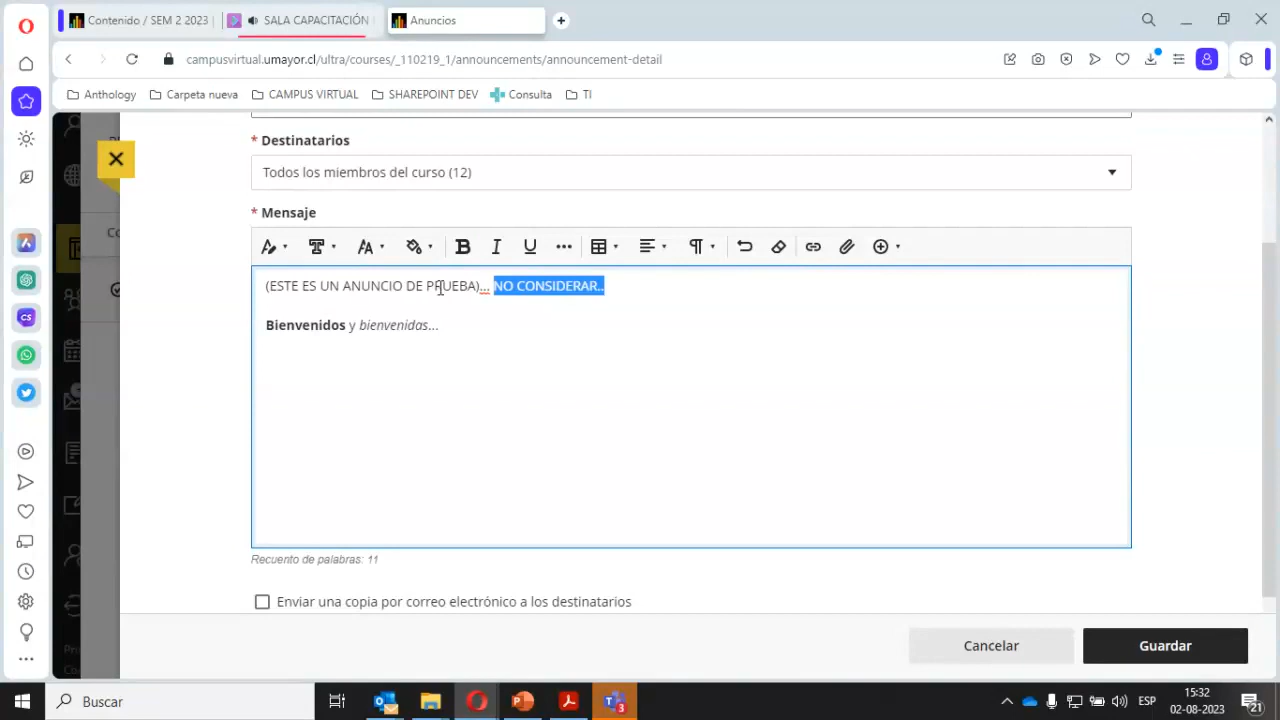 Contenido / SEM 2 2023
SALA CAPACITACIÓN
Anuncios
campusvirtual.umayor.cl/ultra/courses/_110219_1/announcements/announcement-detail
Anthology
Carpeta nueva
CAMPUS VIRTUAL
SHAREPOINT DEV
Consulta
TI
* Destinatarios
Todos los miembros del curso (12)
* Mensaje
(ESTE ES UN ANUNCIO DE PRUEBA)... NO CONSIDERAR..
Bienvenidos y bienvenidas...
Recuento de palabras: 11
Enviar una copia por correo electrónico a los destinatarios
Cancelar
Guardar
Buscar
3
ESP
15:32
02-08-2023
21